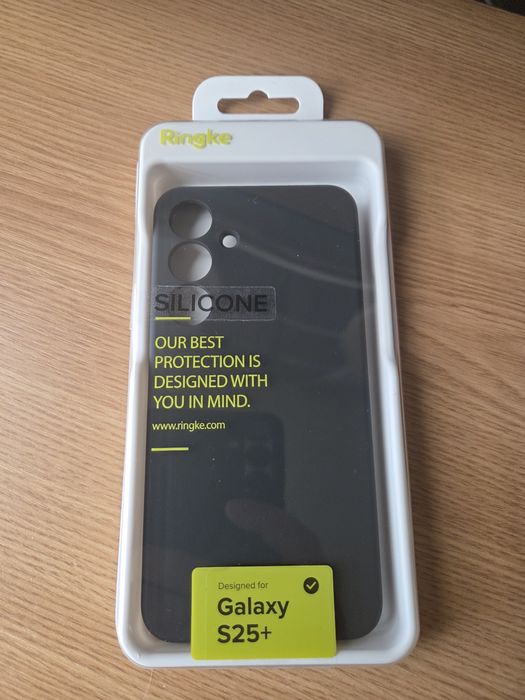 Ringke
SILICONE
OUR BEST
PROTECTION IS
DESIGNED WITH
YOU IN MIND.
www.ringke.com
Designed for
Galaxy
S25+